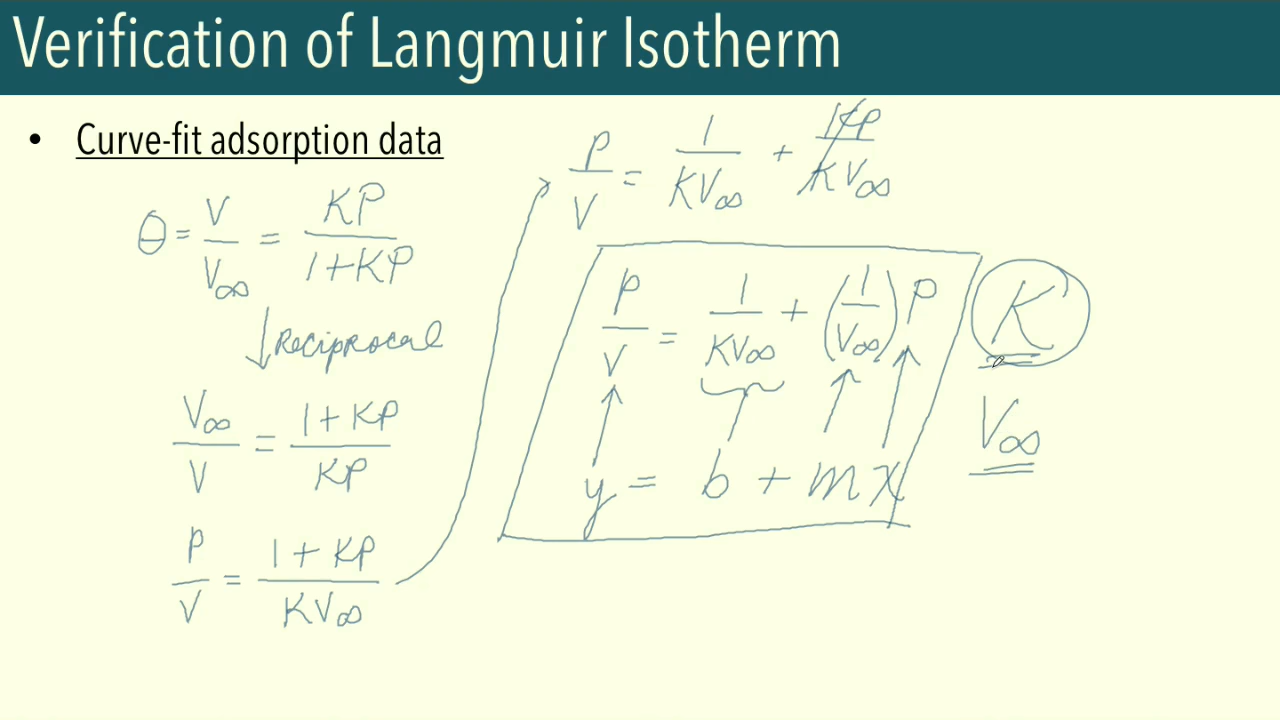 Verification of Langmuir Isotherm
• Curve-fit adsorption data
θ = V/V∞ = KP/(1+KP)
↓ Reciprocal
V∞/V = (1+KP)/KP
P/V = (1+KP)/KV∞
P/V = 1/KV∞ + KP/KV∞
P/V = 1/KV∞ + (1/V∞)P
y = b + mx
K
V∞